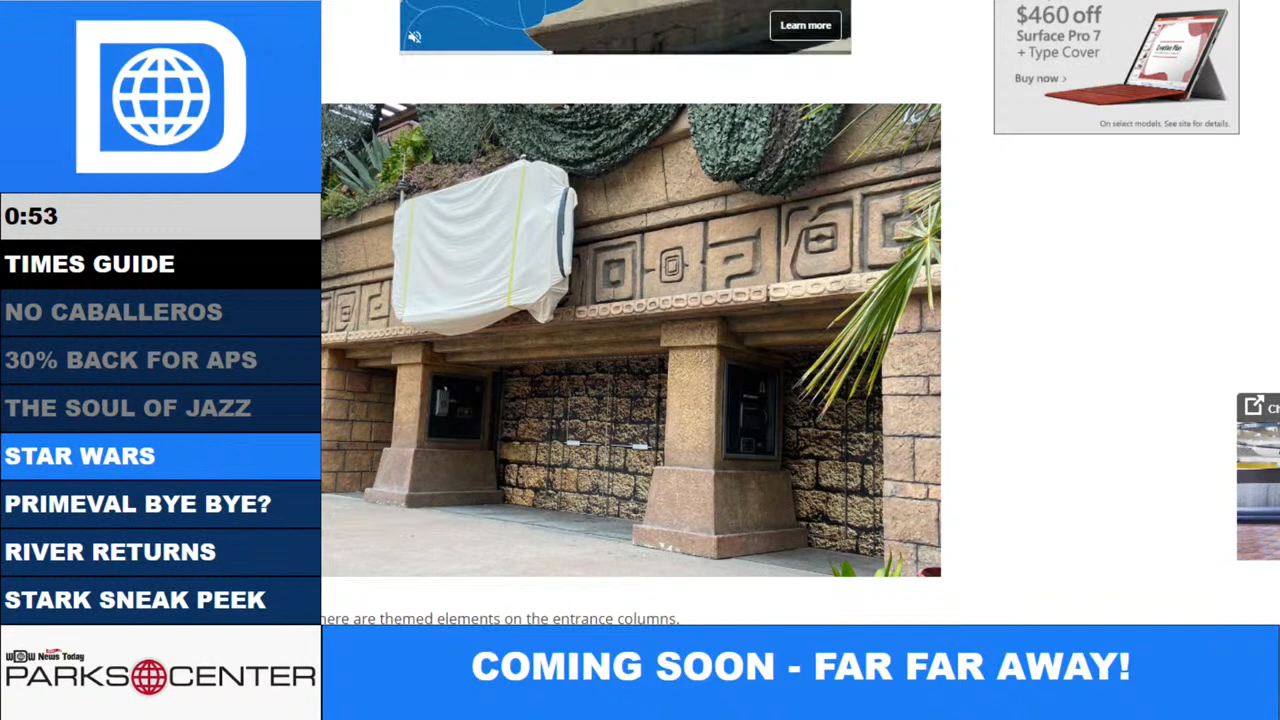 Learn more
$460 off
Surface Pro 7
+ Type Cover
Buy now >
On select models. See site for details.
0:53
TIMES GUIDE
NO CABALLEROS
30% BACK FOR APS
THE SOUL OF JAZZ
STAR WARS
PRIMEVAL BYE BYE?
RIVER RETURNS
STARK SNEAK PEEK
here are themed elements on the entrance columns.
WDW News Today
PARKS CENTER
COMING SOON - FAR FAR AWAY!